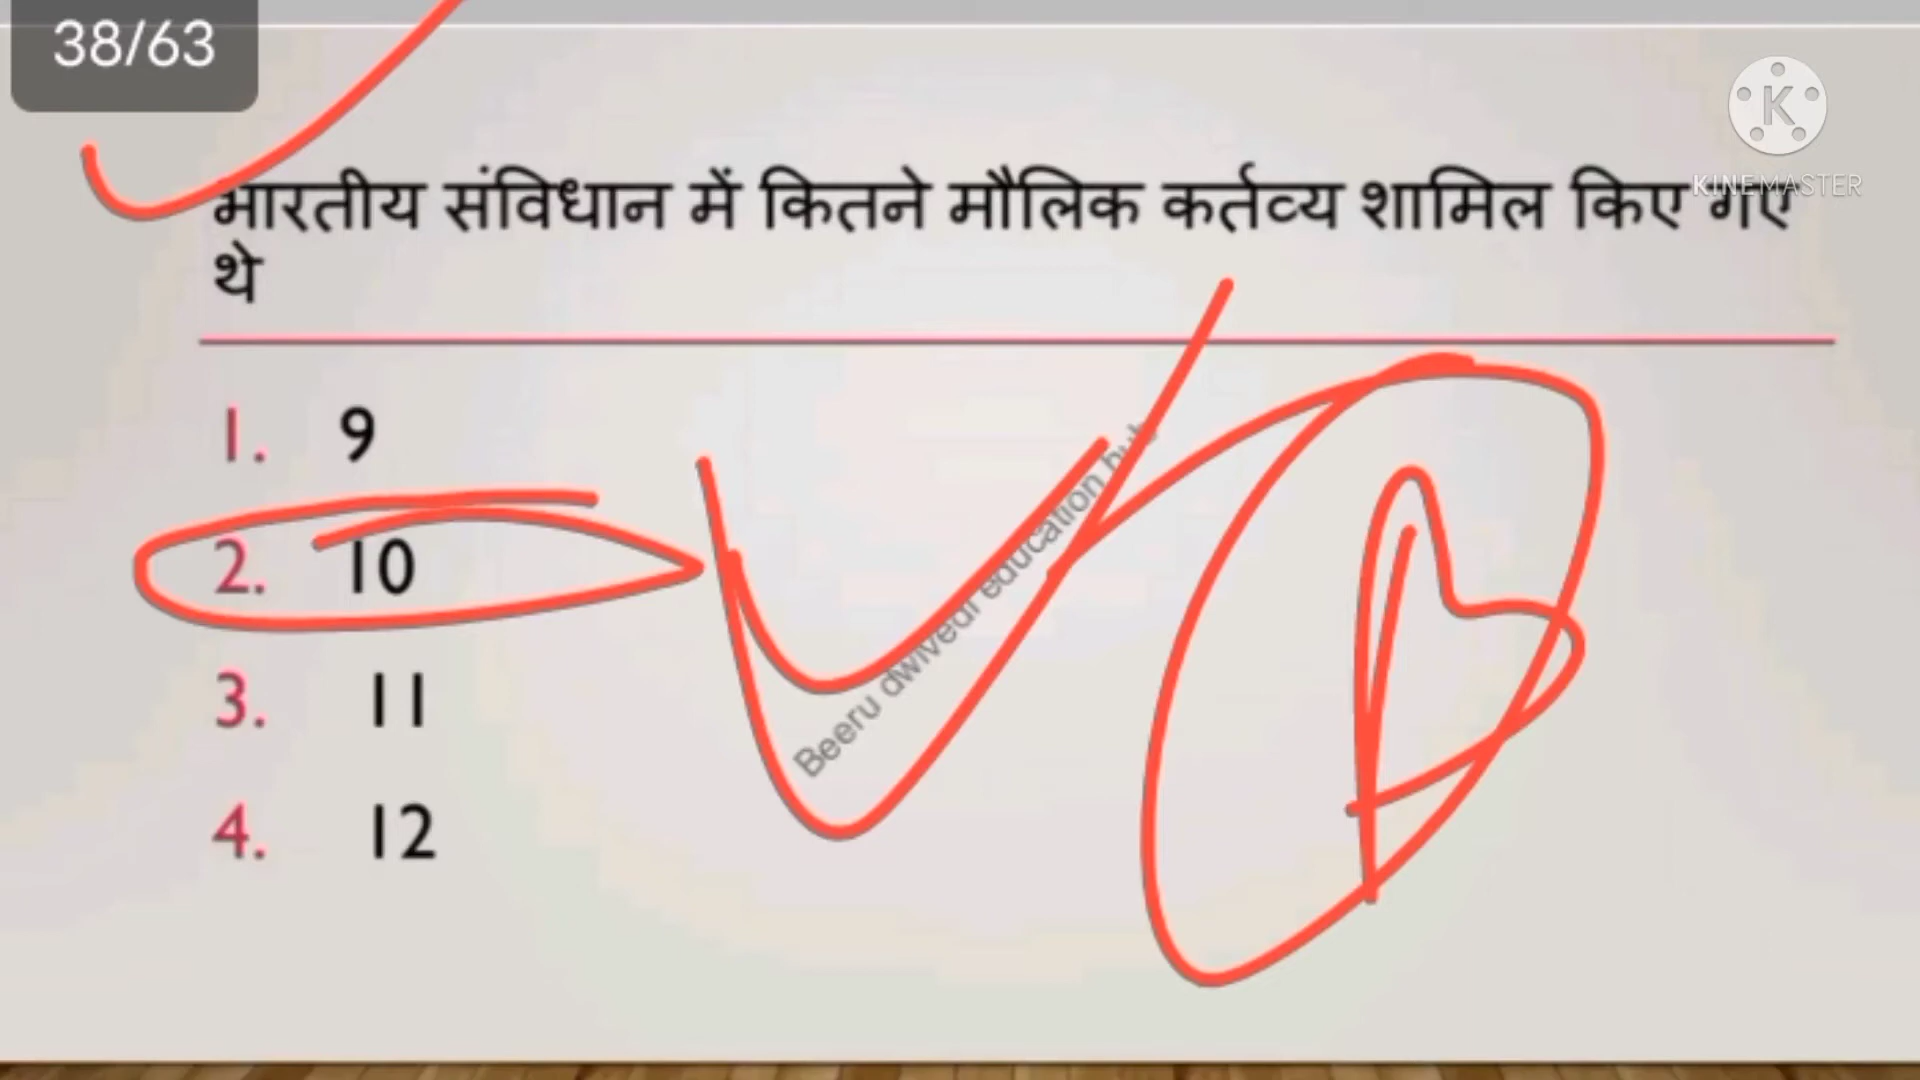 38/63
KINEMASTER
भारतीय संविधान में कितने मौलिक कर्तव्य शामिल किए गए
थे
1. 9
2. 10
3. 11
4. 12
Beeru dwivedi education hub